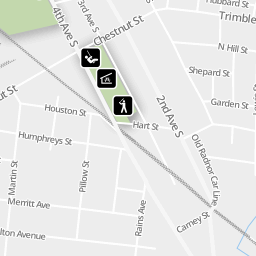 Hubbard St
Trimble
4th Ave S
3rd Ave S
Chestnut St
N Hill St
Shepard St
ut St
2nd Ave S
Garden St
Houston St
Hart St
Humphreys St
Old Radnor Car Line
Martin St
Pillow St
Merritt Ave
Rains Ave
Carney St
lton Avenue